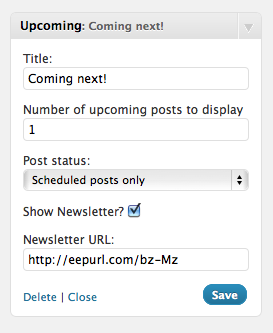 Upcoming: Coming next!
Title:
Coming next!
Number of upcoming posts to display
1
Post status:
Scheduled posts only
Show Newsletter?
Newsletter URL:
http://eepurl.com/bz-Mz
Delete | Close
Save